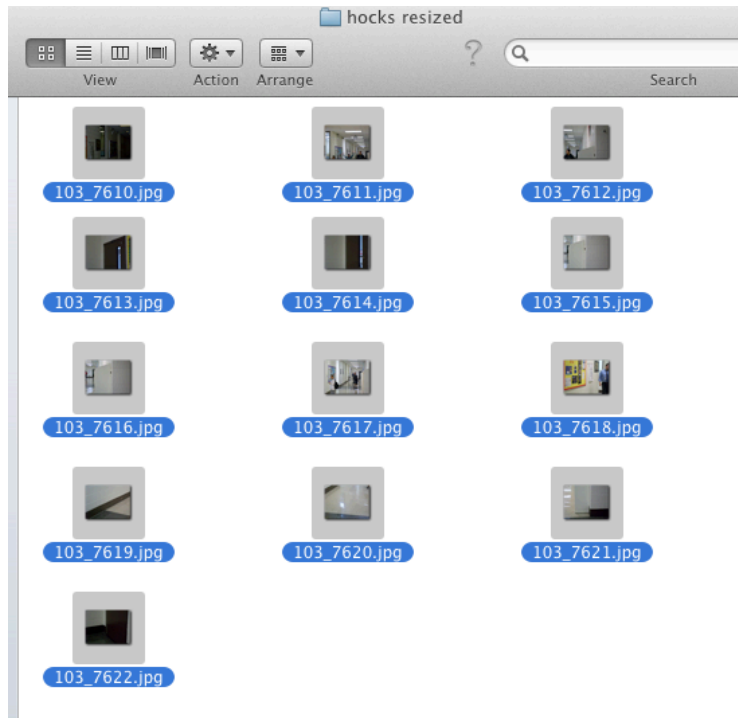 hocks resized
?
View Action Arrange Search
103_7610.jpg 103_7611.jpg 103_7612.jpg
103_7613.jpg 103_7614.jpg 103_7615.jpg
103_7616.jpg 103_7617.jpg 103_7618.jpg
103_7619.jpg 103_7620.jpg 103_7621.jpg
103_7622.jpg